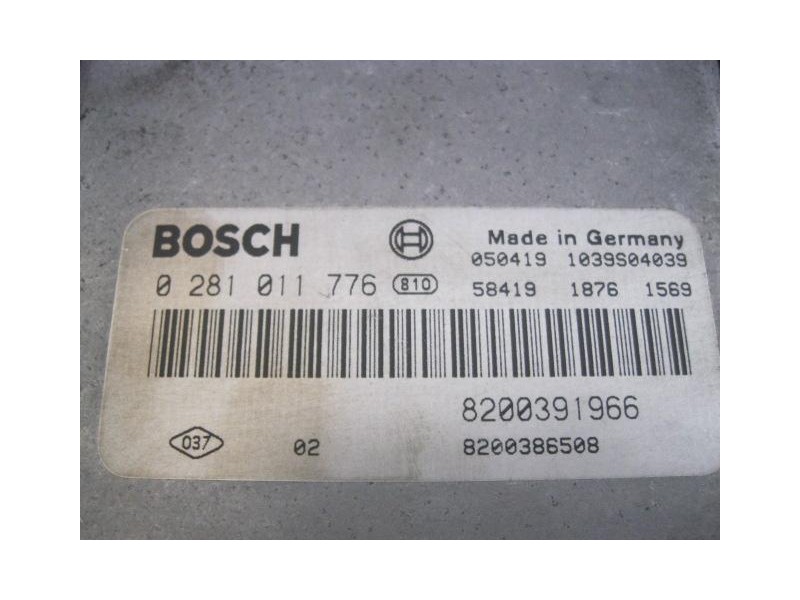 BOSCH
Made in Germany
050419 1039S04039
0 281 011 776 810
58419 1876 1569
8200391966
037 02 8200386508